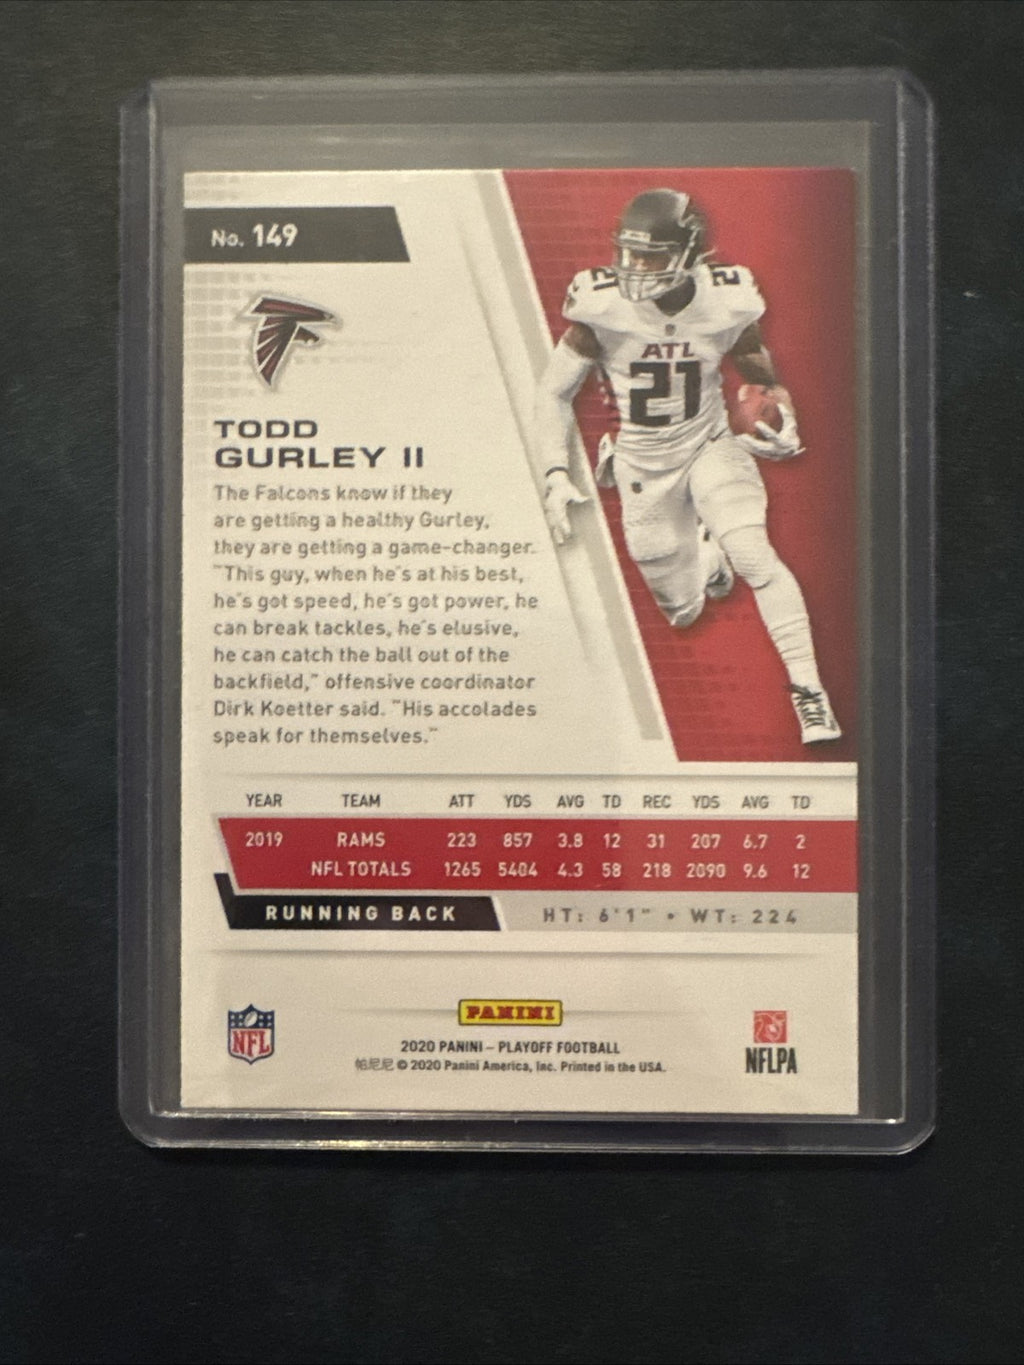 No. 149
TODD
GURLEY II
The Falcons know if they
are getting a healthy Gurley,
they are getting a game-changer.
"This guy, when he's at his best,
he's got speed, he's got power, he
can break tackles, he's elusive,
he can catch the ball out of the
backfield," offensive coordinator
Dirk Koetter said. "His accolades
speak for themselves."
21
21
ATL
21
YEAR TEAM ATT YDS AVG TD REC YDS AVG TD
2019 RAMS 223 857 3.8 12 31 207 6.7 2
NFL TOTALS 1265 5404 4.3 58 218 2090 9.6 12
RUNNING BACK HT: 6'1" • WT: 224
NFL
PANINI
2020 PANINI – PLAYOFF FOOTBALL
帕尼尼 © 2020 Panini America, Inc. Printed in the USA.
NFLPA